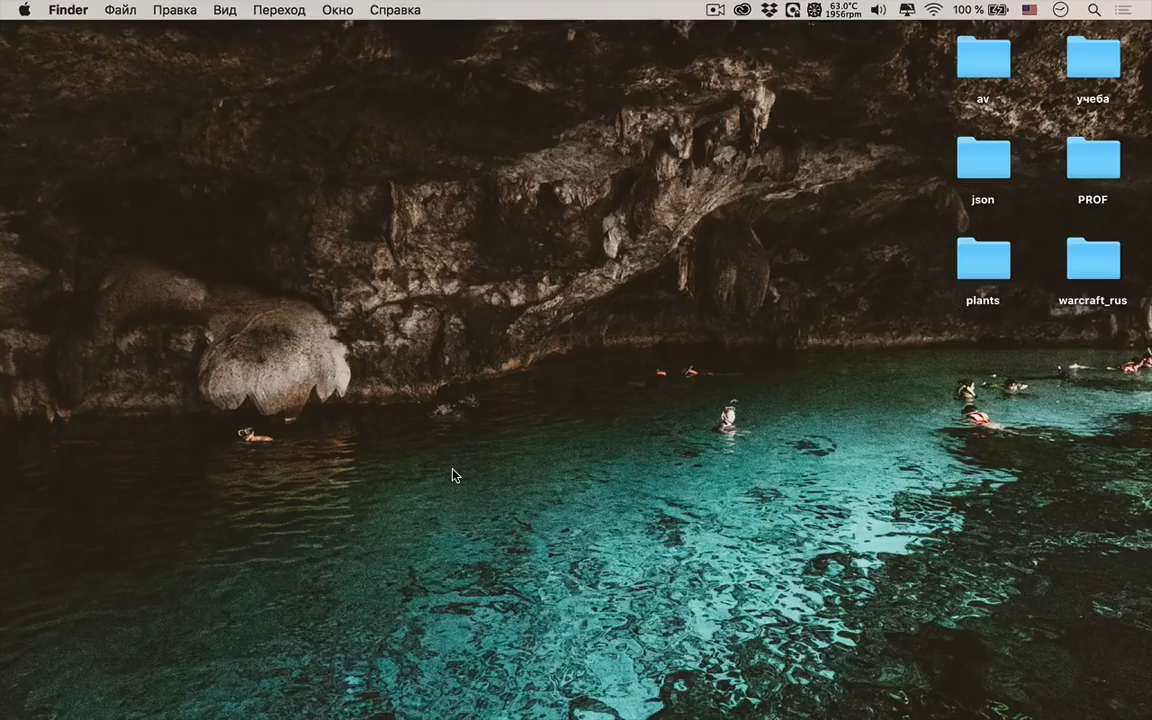 Finder Файл Правка Вид Переход Окно Справка 63.0°C 1956rpm 100 %
av учеба
json PROF
plants warcraft_rus